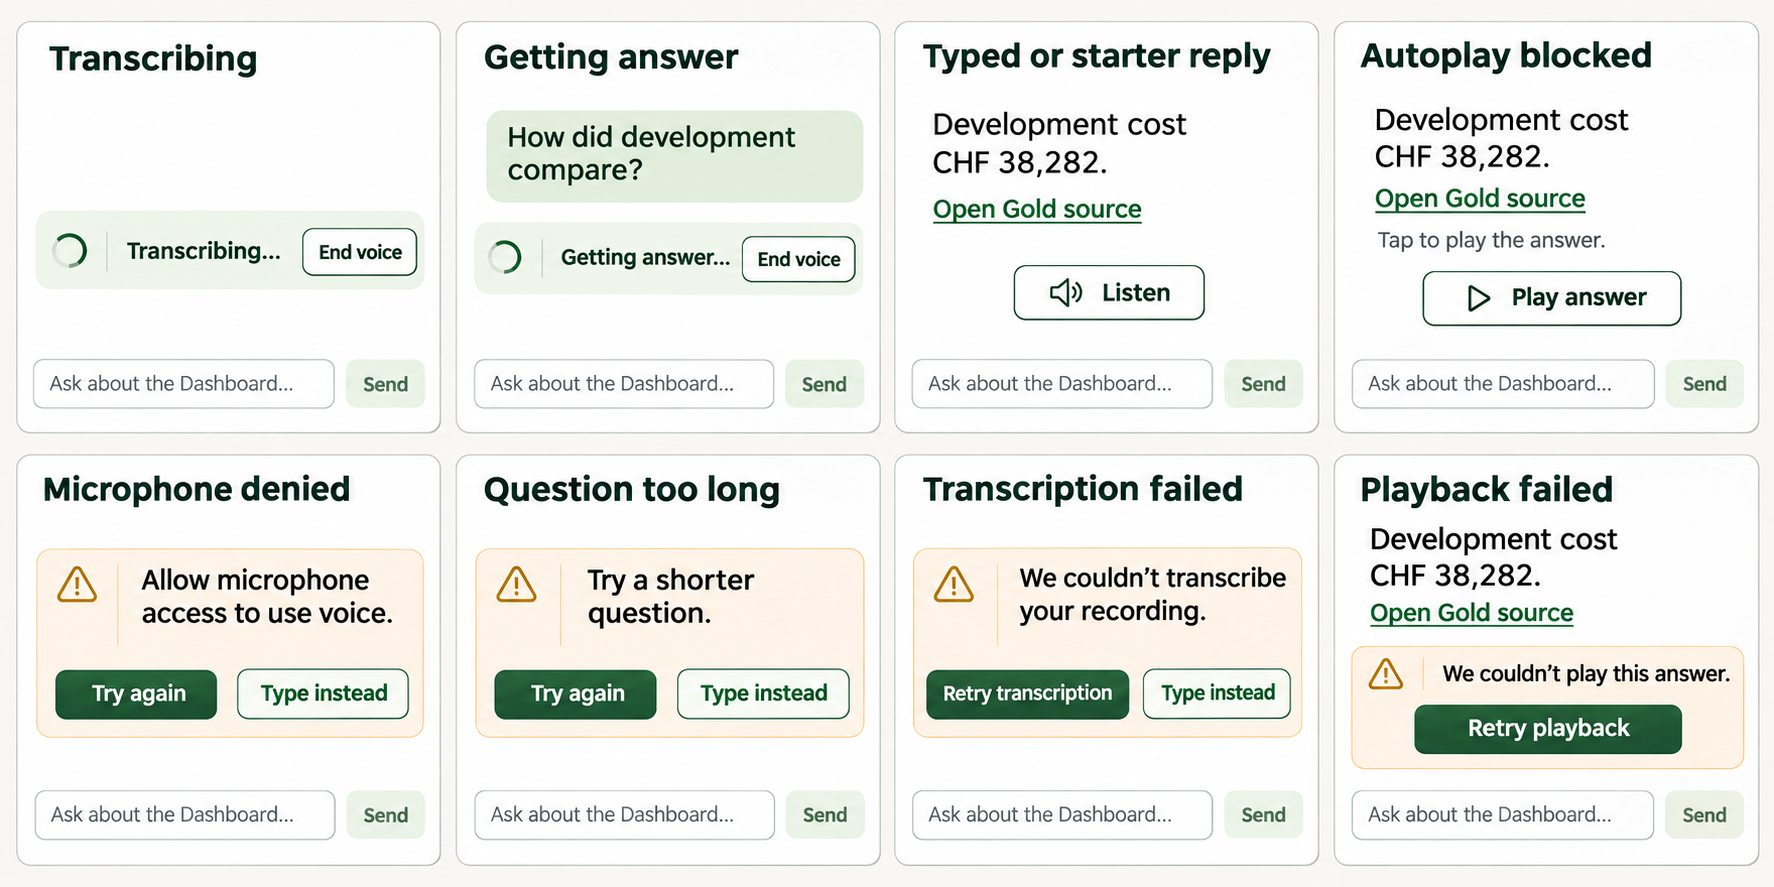 Transcribing
Transcribing...
End voice
Ask about the Dashboard...
Send
Getting answer
How did development
compare?
Getting answer...
End voice
Ask about the Dashboard...
Send
Typed or starter reply
Development cost
CHF 38,282.
Open Gold source
Listen
Ask about the Dashboard...
Send
Autoplay blocked
Development cost
CHF 38,282.
Open Gold source
Tap to play the answer.
Play answer
Ask about the Dashboard...
Send
Microphone denied
Allow microphone
access to use voice.
Try again
Type instead
Ask about the Dashboard...
Send
Question too long
Try a shorter
question.
Try again
Type instead
Ask about the Dashboard...
Send
Transcription failed
We couldn’t transcribe
your recording.
Retry transcription
Type instead
Ask about the Dashboard...
Send
Playback failed
Development cost
CHF 38,282.
Open Gold source
We couldn’t play this answer.
Retry playback
Ask about the Dashboard...
Send